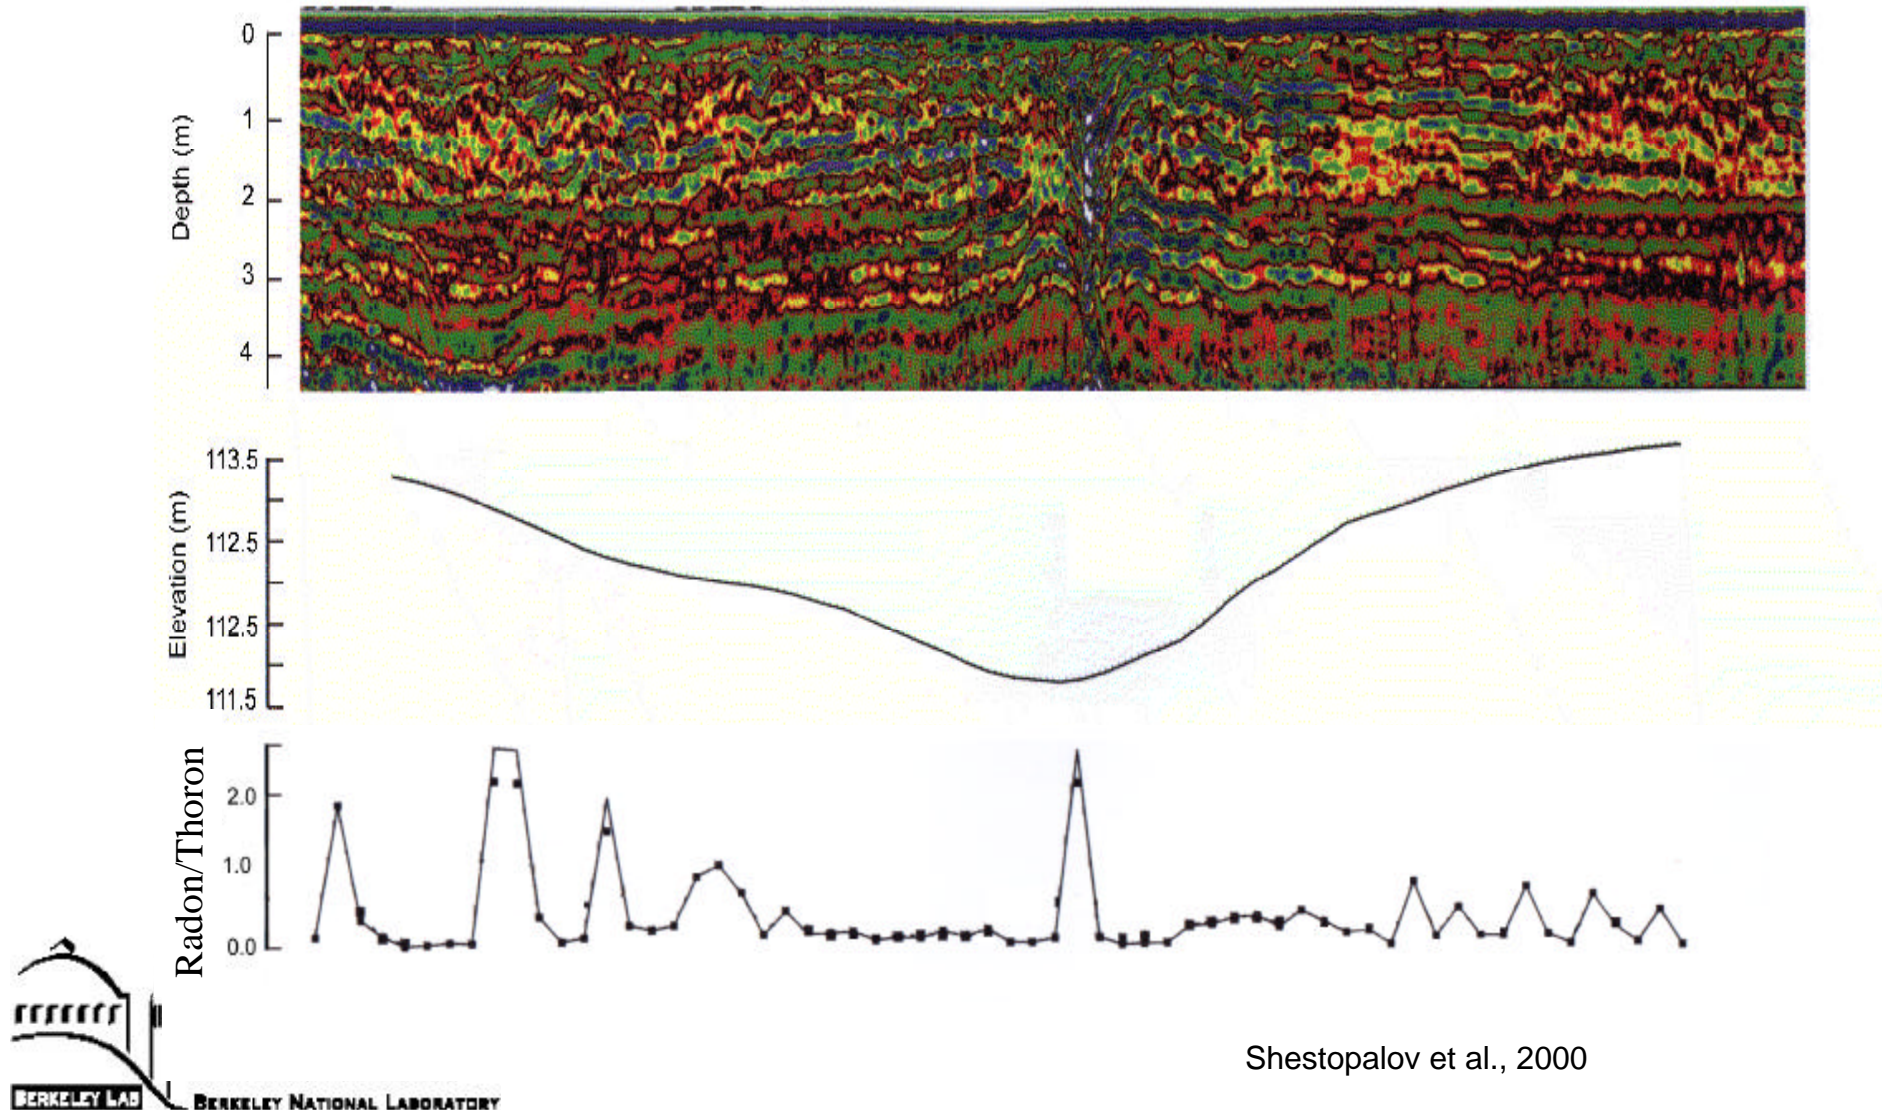 Depth (m)
0
1
2
3
4
Elevation (m)
113.5
112.5
112.5
111.5
Radon/Thoron
2.0
1.0
0.0
Shestopalov et al., 2000
BERKELEY LAB
BERKELEY NATIONAL LABORATORY